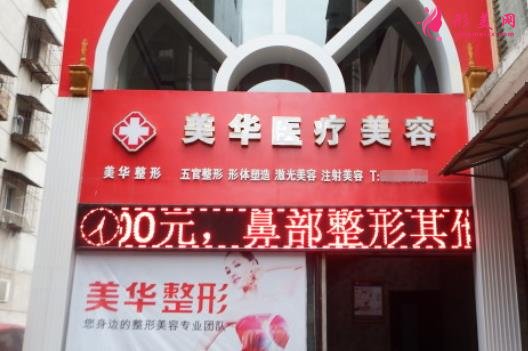 彩美网
美华医疗美容
美华整形 五官整形 形体塑造 激光美容 注射美容 T:
00元，鼻部整形其他
美华整形
您身边的整形美容专业团队